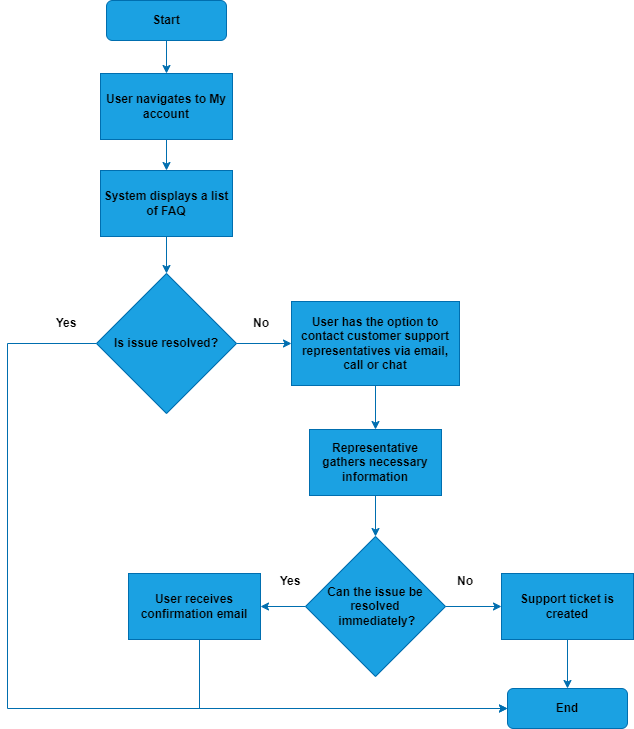 Start
User navigates to My
account
System displays a list
of FAQ
Yes
Is issue resolved?
No
User has the option to
contact customer support
representatives via email,
call or chat
Representative
gathers necessary
information
User receives
confirmation email
Yes
Can the issue be
resolved
immediately?
No
Support ticket is
created
End